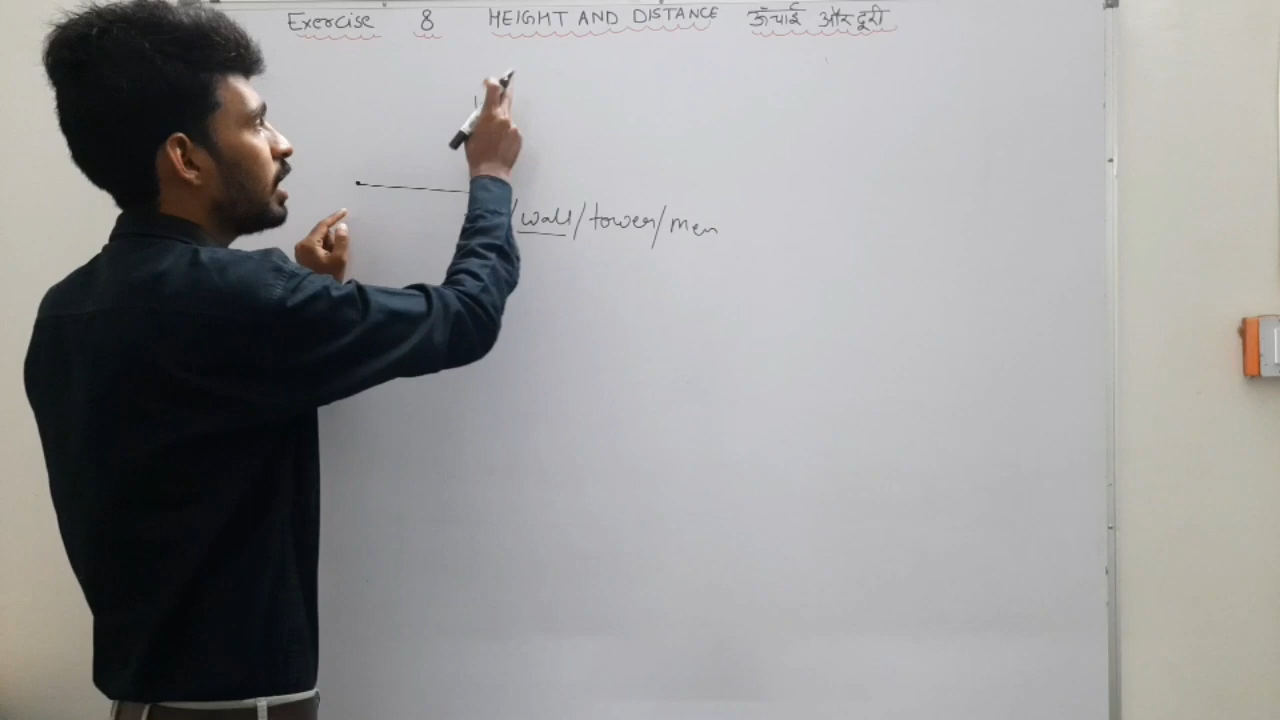 Exercise 8 HEIGHT AND DISTANCE ऊँचाई और दूरी
/wall/tower/men